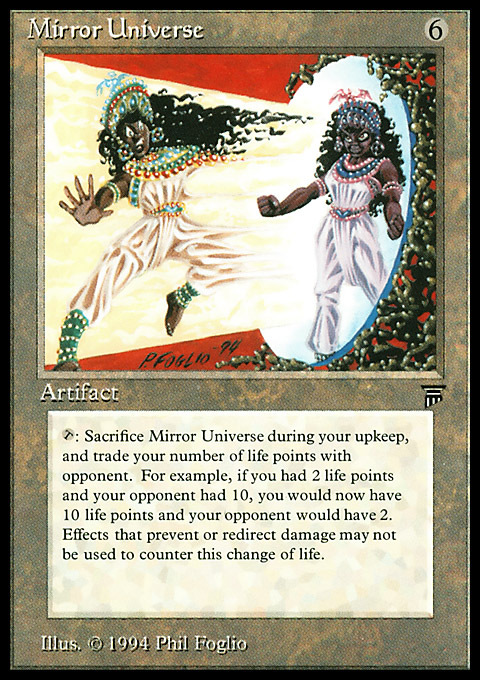 Mirror Universe 6
P. FOGLIO -94
Artifact
: Sacrifice Mirror Universe during your upkeep,
and trade your number of life points with
opponent. For example, if you had 2 life points
and your opponent had 10, you would now have
10 life points and your opponent would have 2.
Effects that prevent or redirect damage may not
be used to counter this change of life.
Illus. © 1994 Phil Foglio